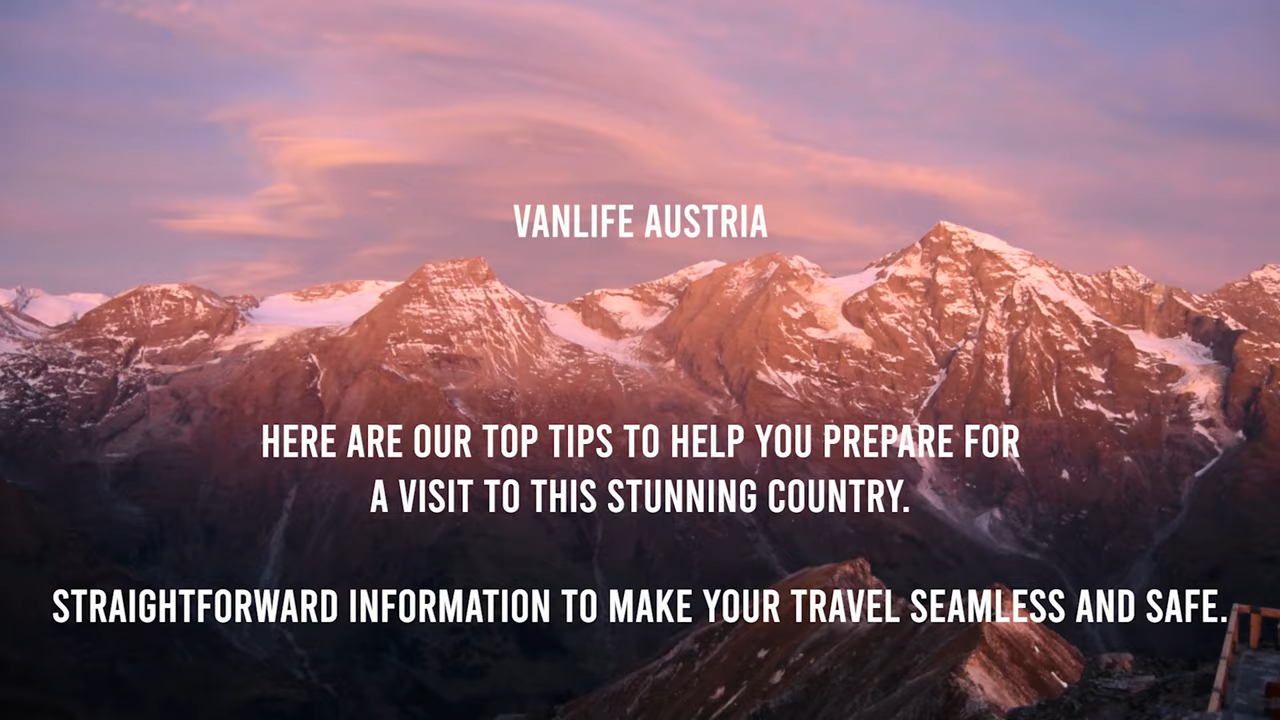 VANLIFE AUSTRIA
HERE ARE OUR TOP TIPS TO HELP YOU PREPARE FOR
A VISIT TO THIS STUNNING COUNTRY.
STRAIGHTFORWARD INFORMATION TO MAKE YOUR TRAVEL SEAMLESS AND SAFE.